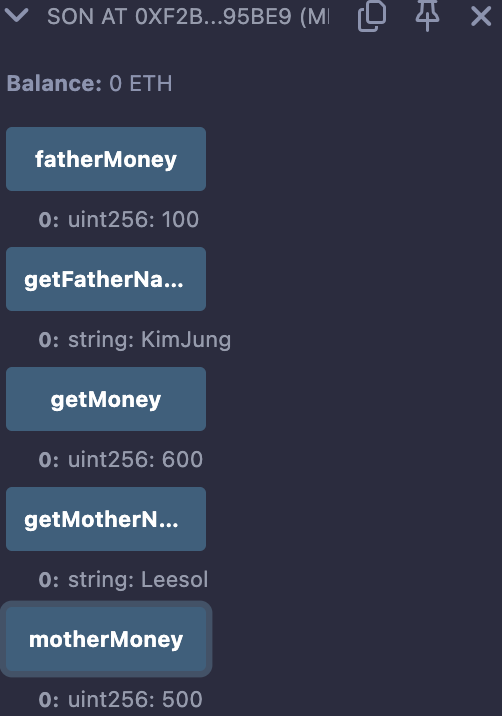 SON AT 0XF2B...95BE9 (M
Balance: 0 ETH
fatherMoney
0: uint256: 100
getFatherNa...
0: string: KimJung
getMoney
0: uint256: 600
getMotherN...
0: string: Leesol
motherMoney
0: uint256: 500